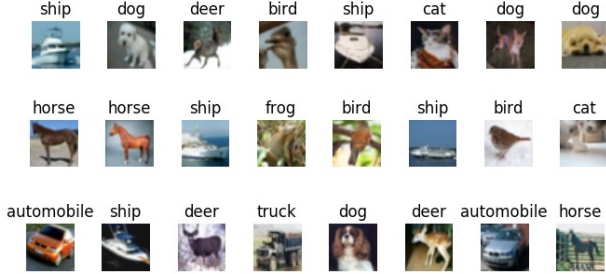 ship dog deer bird ship cat dog dog
horse horse ship frog bird ship bird cat
automobile ship deer truck dog deer automobile horse